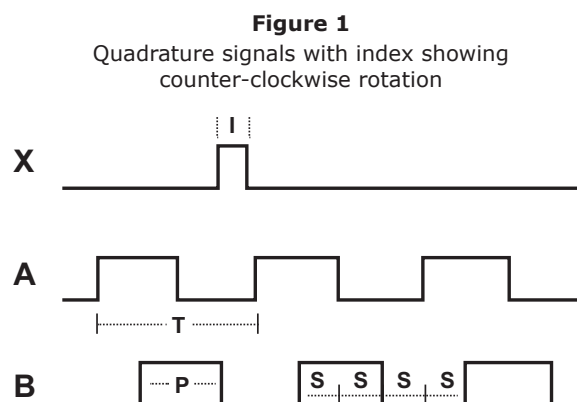 Figure 1
Quadrature signals with index showing
counter-clockwise rotation
I
X
A
T
B
P
S S S S